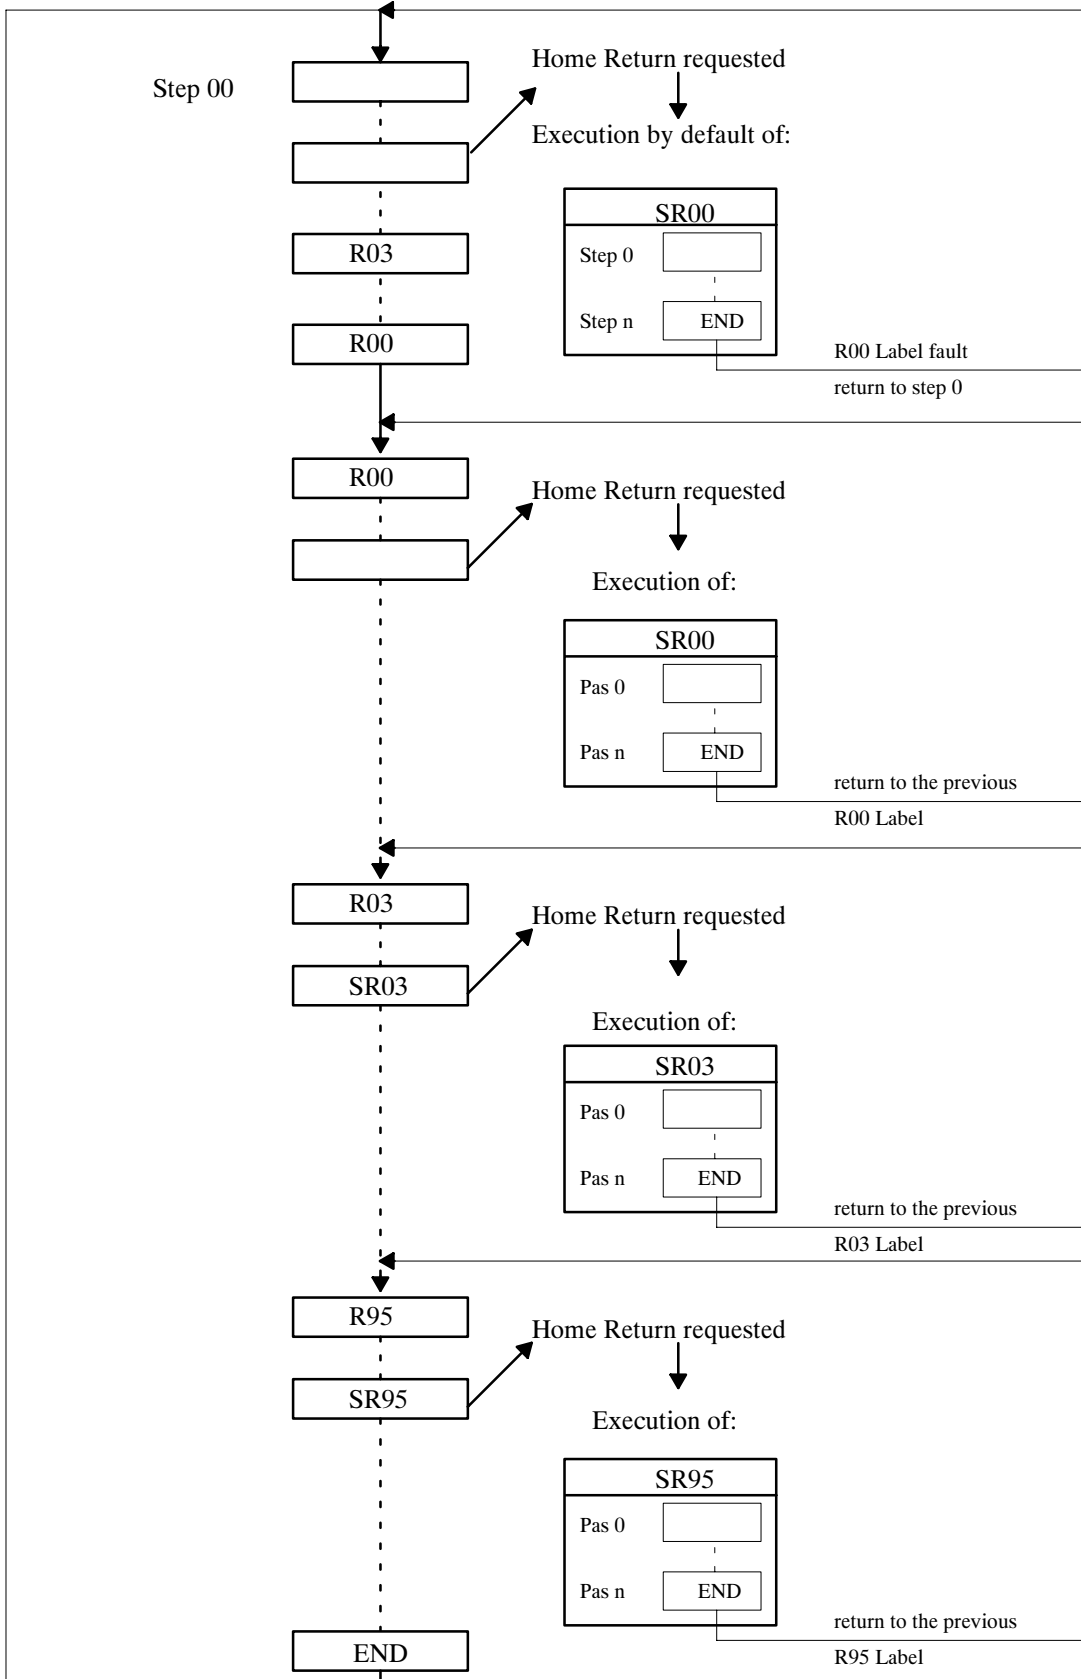 Home Return requested
Step 00
Execution by default of:
SR00
R03
Step 0
R00
Step n
END
R00 Label fault
return to step 0
R00
Home Return requested
Execution of:
SR00
Pas 0
Pas n
END
return to the previous
R00 Label
R03
Home Return requested
SR03
Execution of:
SR03
Pas 0
Pas n
END
return to the previous
R03 Label
R95
Home Return requested
SR95
Execution of:
SR95
Pas 0
Pas n
END
return to the previous
END
R95 Label